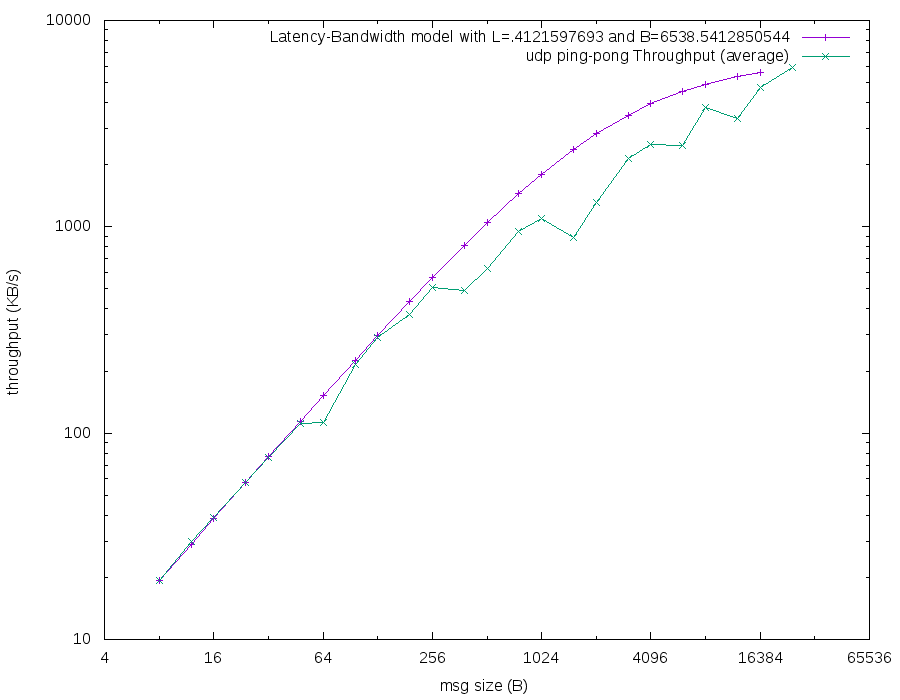 10000
Latency-Bandwidth model with L=.4121597693 and B=6538.5412850544
udp ping-pong Throughput (average)
1000
throughput (KB/s)
100
10
4 16 64 256 1024 4096 16384 65536
msg size (B)